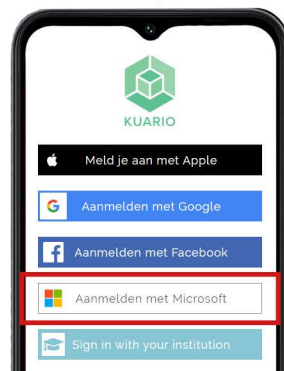 KUARIO
Meld je aan met Apple
Aanmelden met Google
Aanmelden met Facebook
Aanmelden met Microsoft
Sign in with your institution